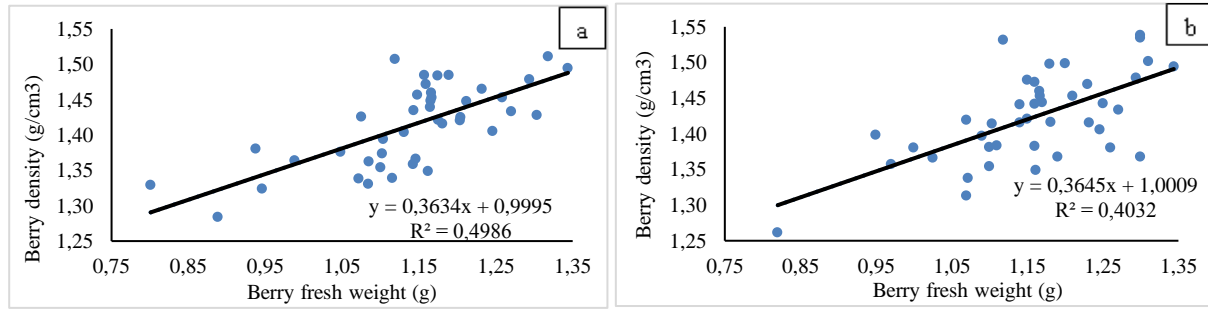 a
Berry density (g/cm3)
1,55
1,50
1,45
1,40
1,35
1,30
1,25
y = 0,3634x + 0,9995
R² = 0,4986
0,75 0,85 0,95 1,05 1,15 1,25 1,35
Berry fresh weight (g)
b
Berry density (g/cm3)
1,55
1,50
1,45
1,40
1,35
1,30
1,25
y = 0,3645x + 1,0009
R² = 0,4032
0,75 0,85 0,95 1,05 1,15 1,25 1,35
Berry fresh weight (g)